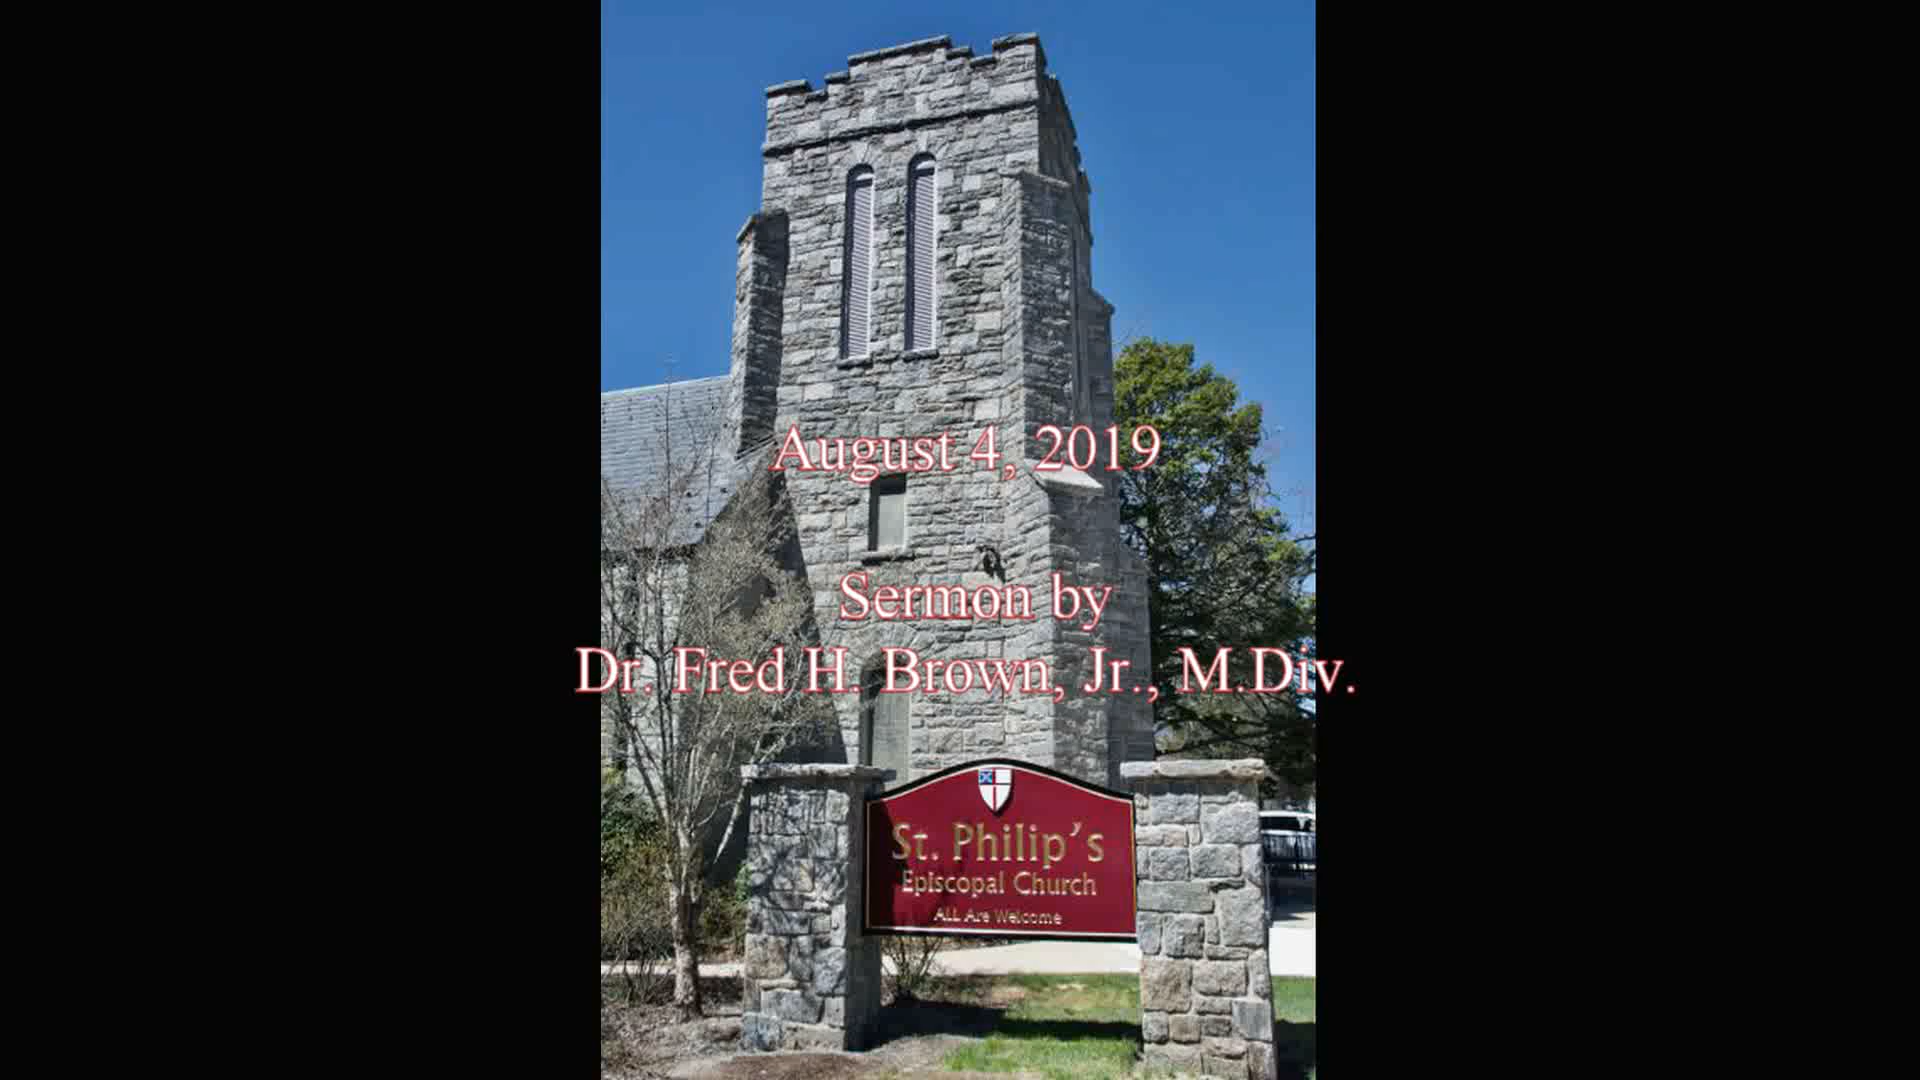 August 4, 2019
Sermon by
Dr. Fred H. Brown, Jr., M.Div.
St. Philip's
Episcopal Church
ALL Are Welcome